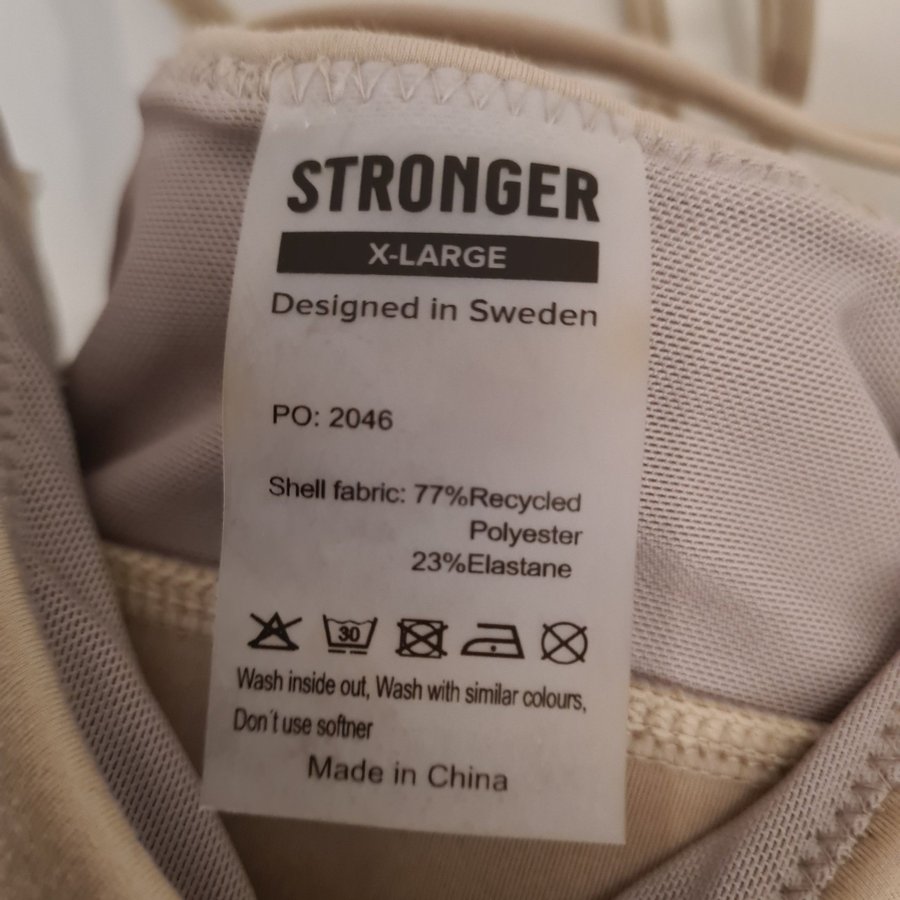 STRONGER
X-LARGE
Designed in Sweden
PO: 2046
Shell fabric: 77%Recycled
Polyester
23%Elastane
30
Wash inside out, Wash with similar colours,
Don´t use softner
Made in China